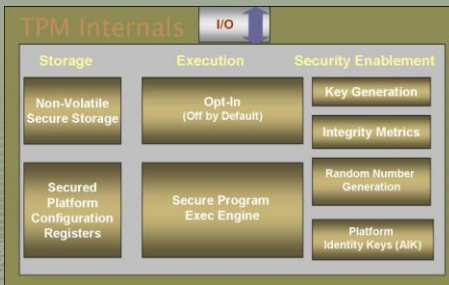 TPM Internals
I/O
Storage
Execution
Security Enablement
Non-Volatile
Secure Storage
Secured
Platform
Configuration
Registers
Opt-In
(Off by Default)
Secure Program
Exec Engine
Key Generation
Integrity Metrics
Random Number
Generation
Platform
Identity Keys (AIK)